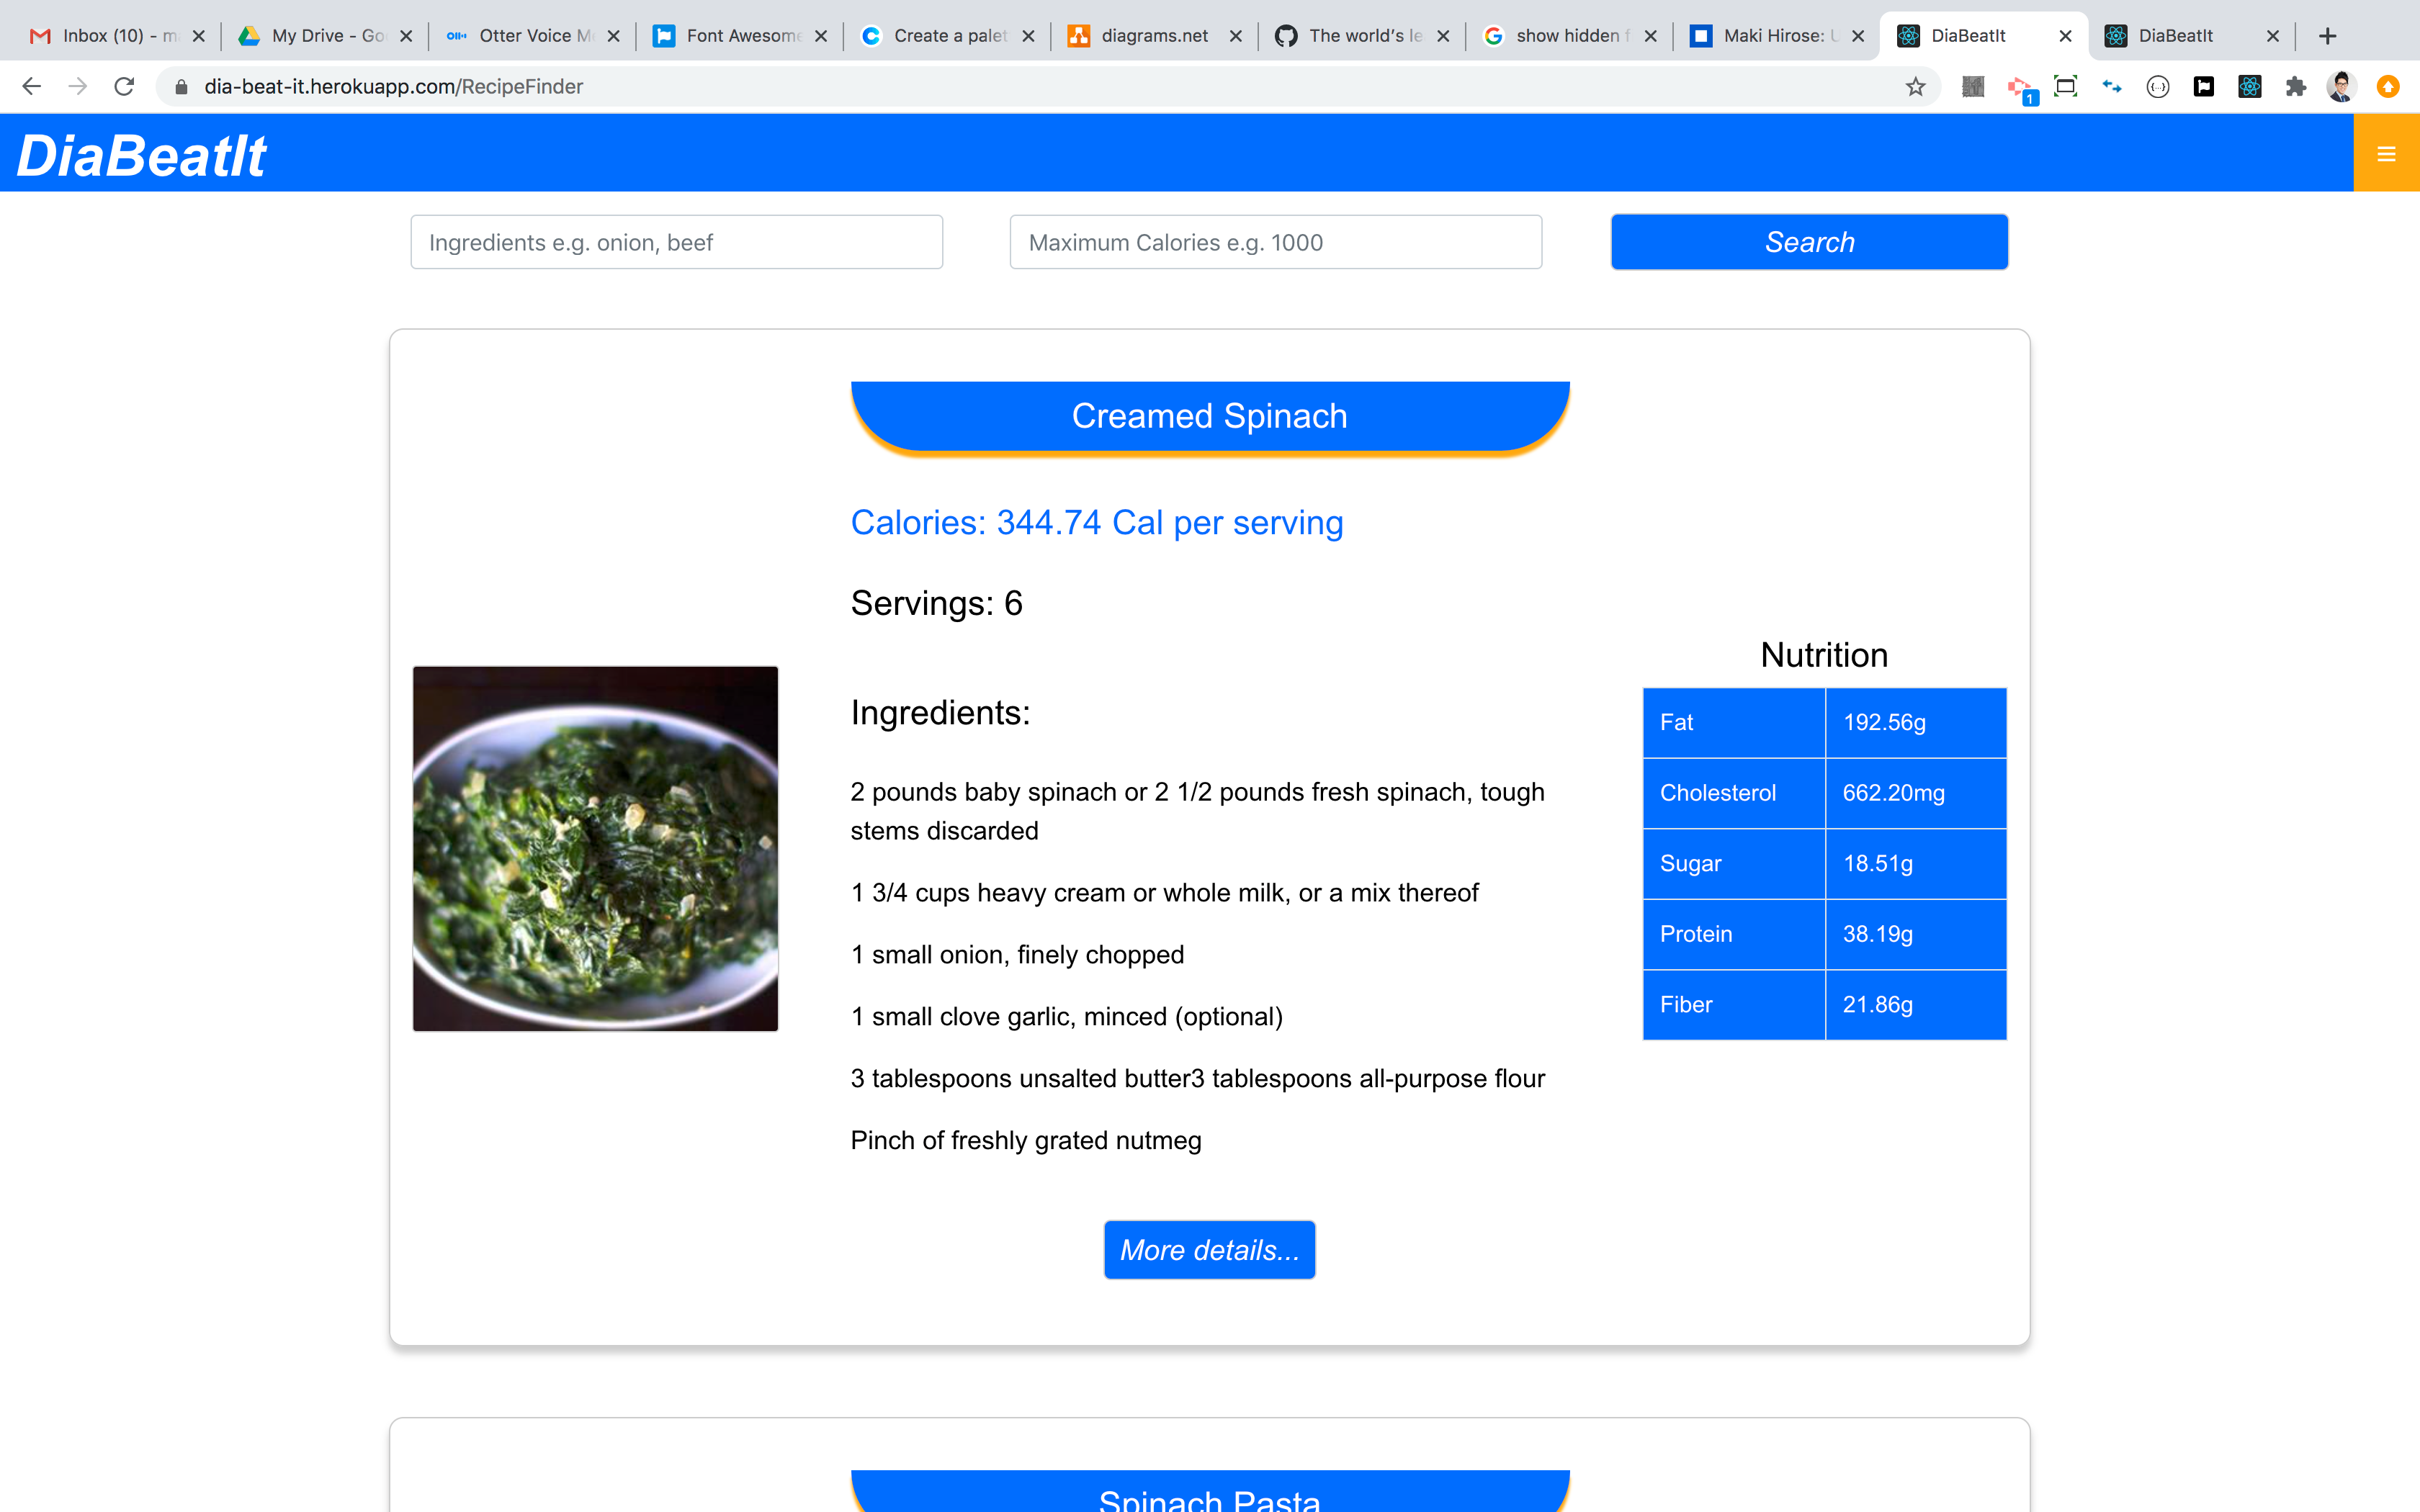 Inbox (10) - m
My Drive - Go
Otter Voice M
Font Awesome
Create a palet
diagrams.net
The world's le
show hidden f
Maki Hirose: U
DiaBeatIt
DiaBeatIt
dia-beat-it.herokuapp.com/RecipeFinder
1
DiaBeatIt
Ingredients e.g. onion, beef
Maximum Calories e.g. 1000
Search
Creamed Spinach
Calories: 344.74 Cal per serving
Servings: 6
Ingredients:
2 pounds baby spinach or 2 1/2 pounds fresh spinach, tough
stems discarded
1 3/4 cups heavy cream or whole milk, or a mix thereof
1 small onion, finely chopped
1 small clove garlic, minced (optional)
3 tablespoons unsalted butter3 tablespoons all-purpose flour
Pinch of freshly grated nutmeg
More details...
Nutrition
Fat 192.56g
Cholesterol 662.20mg
Sugar 18.51g
Protein 38.19g
Fiber 21.86g
Spinach Pasta